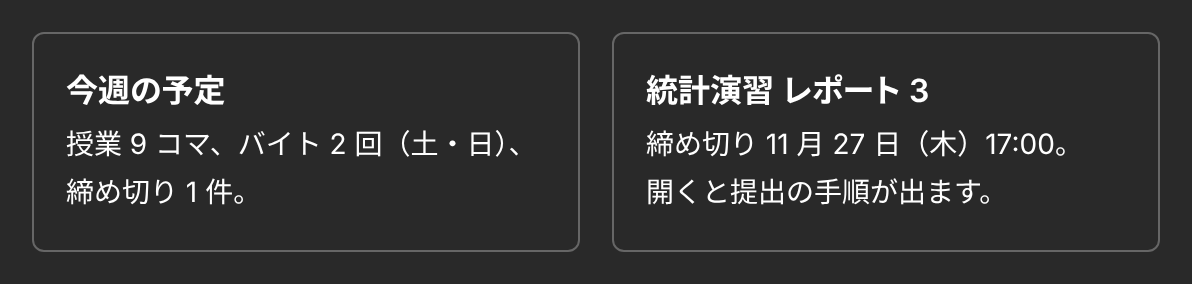 今週の予定
授業 9 コマ、バイト 2 回（土・日）、
締め切り 1 件。
統計演習 レポート 3
締め切り 11 月 27 日（木）17:00。
開くと提出の手順が出ます。